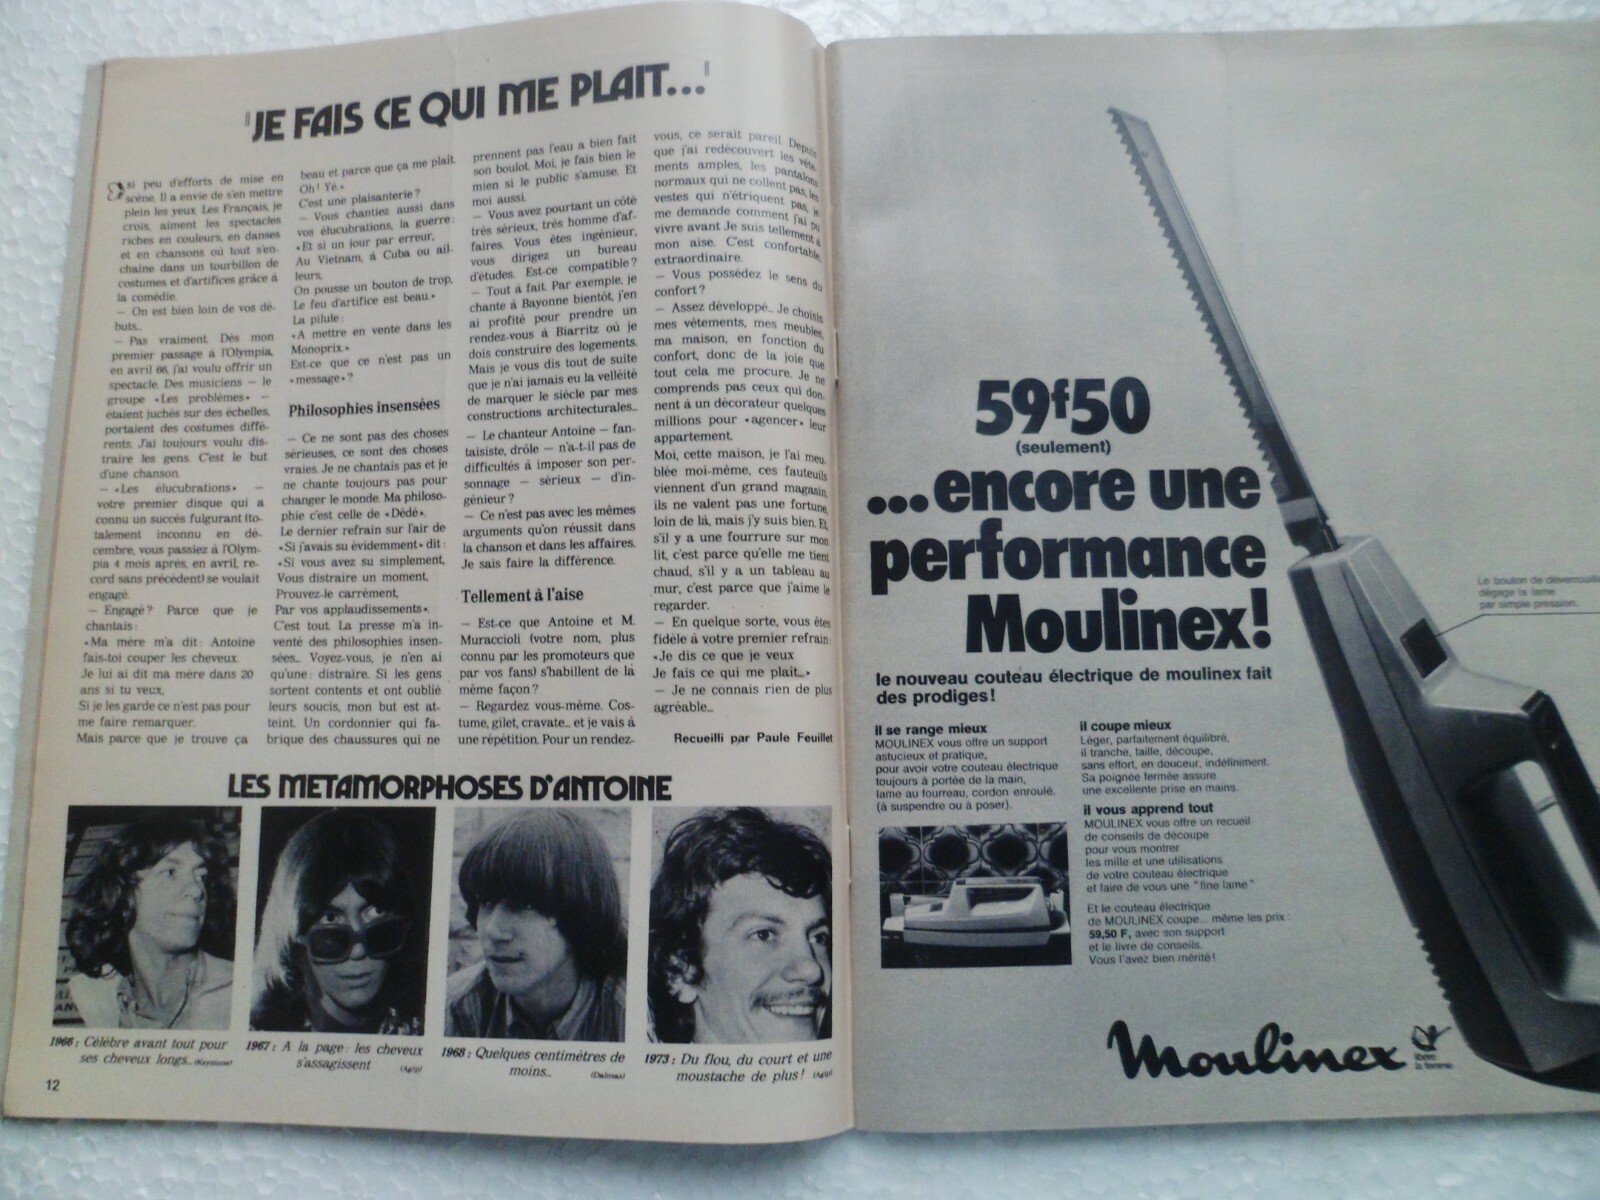 "JE FAIS CE QUI ME PLAIT..."
si peu d'efforts de mise en
scène. Il a envie de s'en mettre
plein les yeux. Les Français, je
crois, aiment les spectacles
riches en couleurs, en danses
et en chansons où tout s'en-
chaîne dans un tourbillon de
costumes et d'artifices grâce à
la comédie.
— On est bien loin de vos dé-
buts...
— Pas vraiment. Dès mon
premier passage à l'Olympia,
en avril 66, j'ai voulu offrir un
spectacle. Des musiciens — le
groupe «Les problèmes» —
étaient juchés sur des échelles,
portaient des costumes diffé-
rents. J'ai toujours voulu dis-
traire les gens. C'est le but
d'une chanson.
— «Les élucubrations» —
votre premier disque qui a
connu un succès fulgurant (to-
talement inconnu en dé-
cembre, vous passiez à l'Olym-
pia 4 mois après, en avril, re-
cord sans précédent) se voulait
engagé.
— Engagé? Parce que je
chantais :
«Ma mère m'a dit : Antoine
fais-toi couper les cheveux.
Je lui ai dit ma mère dans 20
ans si tu veux,
Si je les garde ce n'est pas pour
me faire remarquer.
Mais parce que je trouve ça
beau et parce que ça me plait.
Oh! Yé.»
C'est une plaisanterie?
— Vous chantiez aussi dans
vos élucubrations, la guerre :
«Et si un jour par erreur,
Au Vietnam, à Cuba ou ail-
leurs,
On pousse un bouton de trop,
Le feu d'artifice est beau.»
La pilule :
«A mettre en vente dans les
Monoprix.»
Est-ce que ce n'est pas un
«message»?
Philosophies insensées
— Ce ne sont pas des choses
sérieuses, ce sont des choses
vraies. Je ne chantais pas et je
ne chante toujours pas pour
changer le monde. Ma philoso-
phie c'est celle de «Dédé».
Le dernier refrain sur l'air de
«Si j'avais su évidemment» dit :
«Si vous avez su simplement,
Vous distraire un moment,
Prouvez-le carrément,
Par vos applaudissements».
C'est tout. La presse m'a in-
venté des philosophies insen-
sées... Voyez-vous, je n'en ai
qu'une : distraire. Si les gens
sortent contents et ont oublié
leurs soucis, mon but est at-
teint. Un cordonnier qui fa-
brique des chaussures qui ne
prennent pas l'eau a bien fait
son boulot. Moi, je fais bien le
mien si le public s'amuse. Et
moi aussi.
— Vous avez pourtant un côté
très sérieux, très homme d'af-
faires. Vous êtes ingénieur,
vous dirigez un bureau
d'études. Est-ce compatible?
— Tout à fait. Par exemple, je
chante à Bayonne bientôt, j'en
ai profité pour prendre un
rendez-vous à Biarritz où je
dois construire des logements.
Mais je vous dis tout de suite
que je n'ai jamais eu la velléité
de marquer le siècle par mes
constructions architecturales...
— Le chanteur Antoine — fan-
taisiste, drôle — n'a-t-il pas de
difficultés à imposer son per-
sonnage — sérieux — d'in-
génieur?
— Ce n'est pas avec les mêmes
arguments qu'on réussit dans
la chanson et dans les affaires.
Je sais faire la différence.
Tellement à l'aise
— Est-ce que Antoine et M.
Muraccioli (votre nom, plus
connu par les promoteurs que
par vos fans) s'habillent de la
même façon?
— Regardez vous-même. Cos-
tume, gilet, cravate... et je vais à
une répétition. Pour un rendez-
vous, ce serait pareil. Depuis
que j'ai redécouvert les vête-
ments amples, les pantalons
normaux qui ne collent pas, les
vestes qui n'étriquent pas, je
me demande comment j'ai pu
vivre avant Je suis tellement à
mon aise. C'est confortable,
extraordinaire.
— Vous possédez le sens du
confort?
— Assez développé... Je choisis
mes vêtements, mes meubles,
ma maison, en fonction du
confort, donc de la joie que
tout cela me procure. Je ne
comprends pas ceux qui don-
nent à un décorateur quelques
millions pour «agencer» leur
appartement.
Moi, cette maison, je l'ai meu-
blée moi-même, ces fauteuils
viennent d'un grand magasin,
ils ne valent pas une fortune,
loin de là, mais j'y suis bien. Et,
s'il y a une fourrure sur mon
lit, c'est parce qu'elle me tient
chaud, s'il y a un tableau au
mur, c'est parce que j'aime le
regarder.
— En quelque sorte, vous êtes
fidèle à votre premier refrain :
«Je dis ce que je veux
Je fais ce qui me plait...»
— Je ne connais rien de plus
agréable...
Recueilli par Paule Feuillet
LES METAMORPHOSES D'ANTOINE
1966 : Célèbre avant tout pour
ses cheveux longs... (Keystone)
1967 : A la page : les cheveux
s'assagissent (Agip)
1968 : Quelques centimètres de
moins... (Dalmas)
1973 : Du flou, du court et une
moustache de plus! (Agip)
12
59f50
(seulement)
...encore une
performance
Moulinex!
le nouveau couteau électrique de moulinex fait
des prodiges!
il se range mieux
MOULINEX vous offre un support
astucieux et pratique,
pour avoir votre couteau électrique
toujours à portée de la main,
lame au fourreau, cordon enroulé.
(à suspendre ou à poser).
il coupe mieux
Léger, parfaitement équilibré,
il tranche, taille, découpe,
sans effort, en douceur, indéfiniment.
Sa poignée fermée assure
une excellente prise en mains.
il vous apprend tout
MOULINEX vous offre un recueil
de conseils de découpe
pour vous montrer
les mille et une utilisations
de votre couteau électrique
et faire de vous une "fine lame"
Et le couteau électrique
de MOULINEX coupe... même les prix :
59,50 F, avec son support
et le livre de conseils.
Vous l'avez bien mérité!
Le bouton de déverrouill
dégage la lame
par simple pression.
Moulinex
libère
la femme